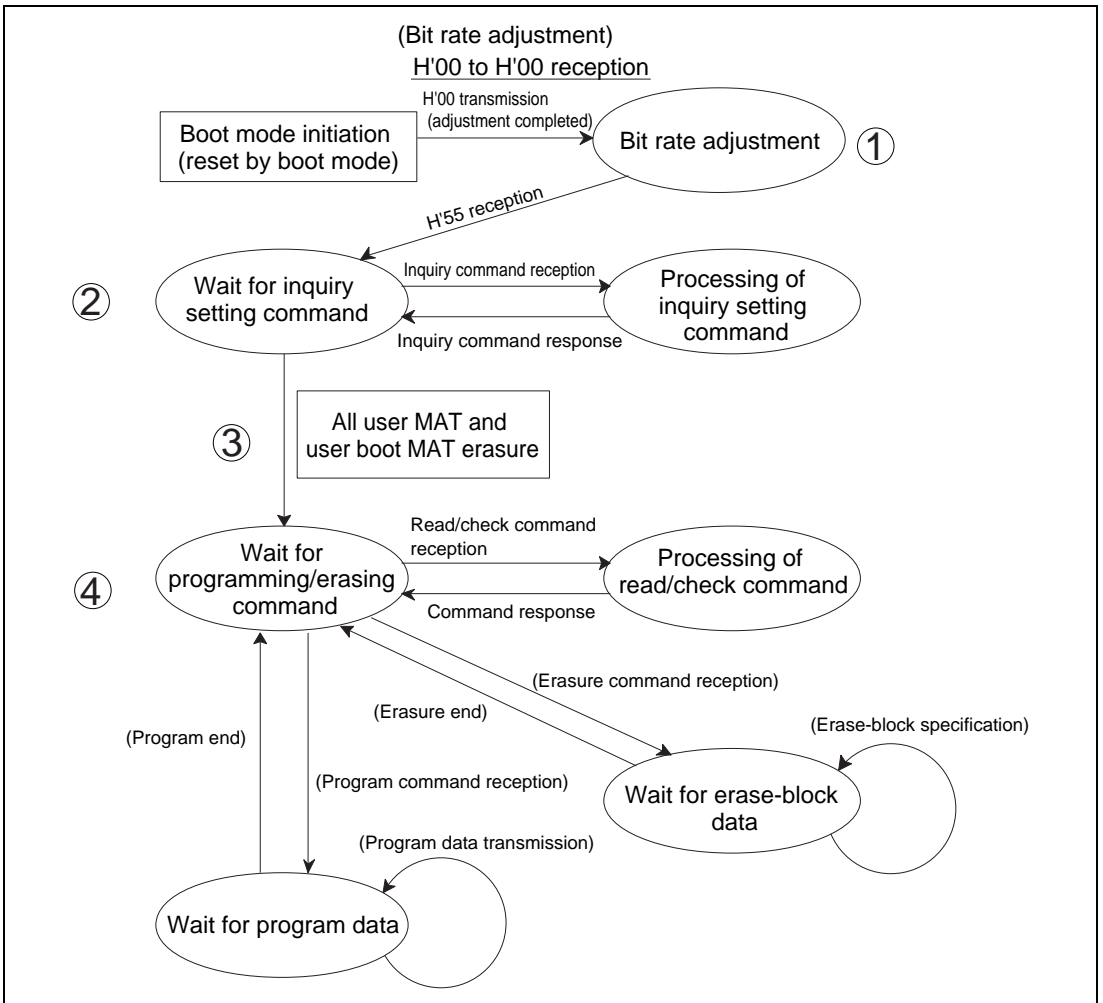 (Bit rate adjustment)
H'00 to H'00 reception
H'00 transmission
(adjustment completed)
Boot mode initiation
(reset by boot mode)
Bit rate adjustment
1
H'55 reception
2
Wait for inquiry
setting command
Inquiry command reception
Inquiry command response
Processing of
inquiry setting
command
3
All user MAT and
user boot MAT erasure
4
Wait for
programming/erasing
command
Read/check command
reception
Command response
Processing of
read/check command
(Erasure command reception)
(Erasure end)
(Program end)
(Program command reception)
(Erase-block specification)
Wait for erase-block
data
(Program data transmission)
Wait for program data